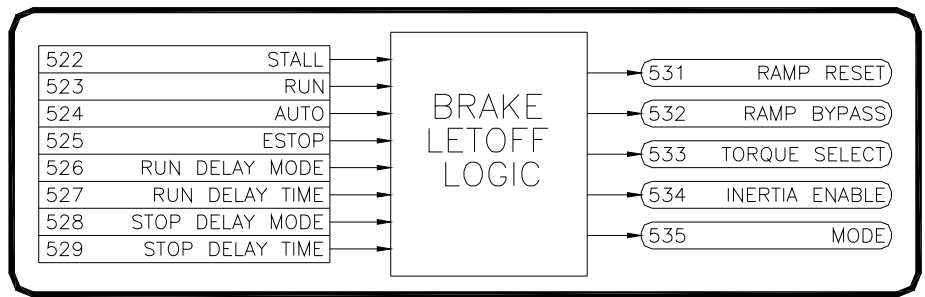 522 STALL
523 RUN
524 AUTO
525 ESTOP
526 RUN DELAY MODE
527 RUN DELAY TIME
528 STOP DELAY MODE
529 STOP DELAY TIME
BRAKE
LETOFF
LOGIC
531 RAMP RESET
532 RAMP BYPASS
533 TORQUE SELECT
534 INERTIA ENABLE
535 MODE